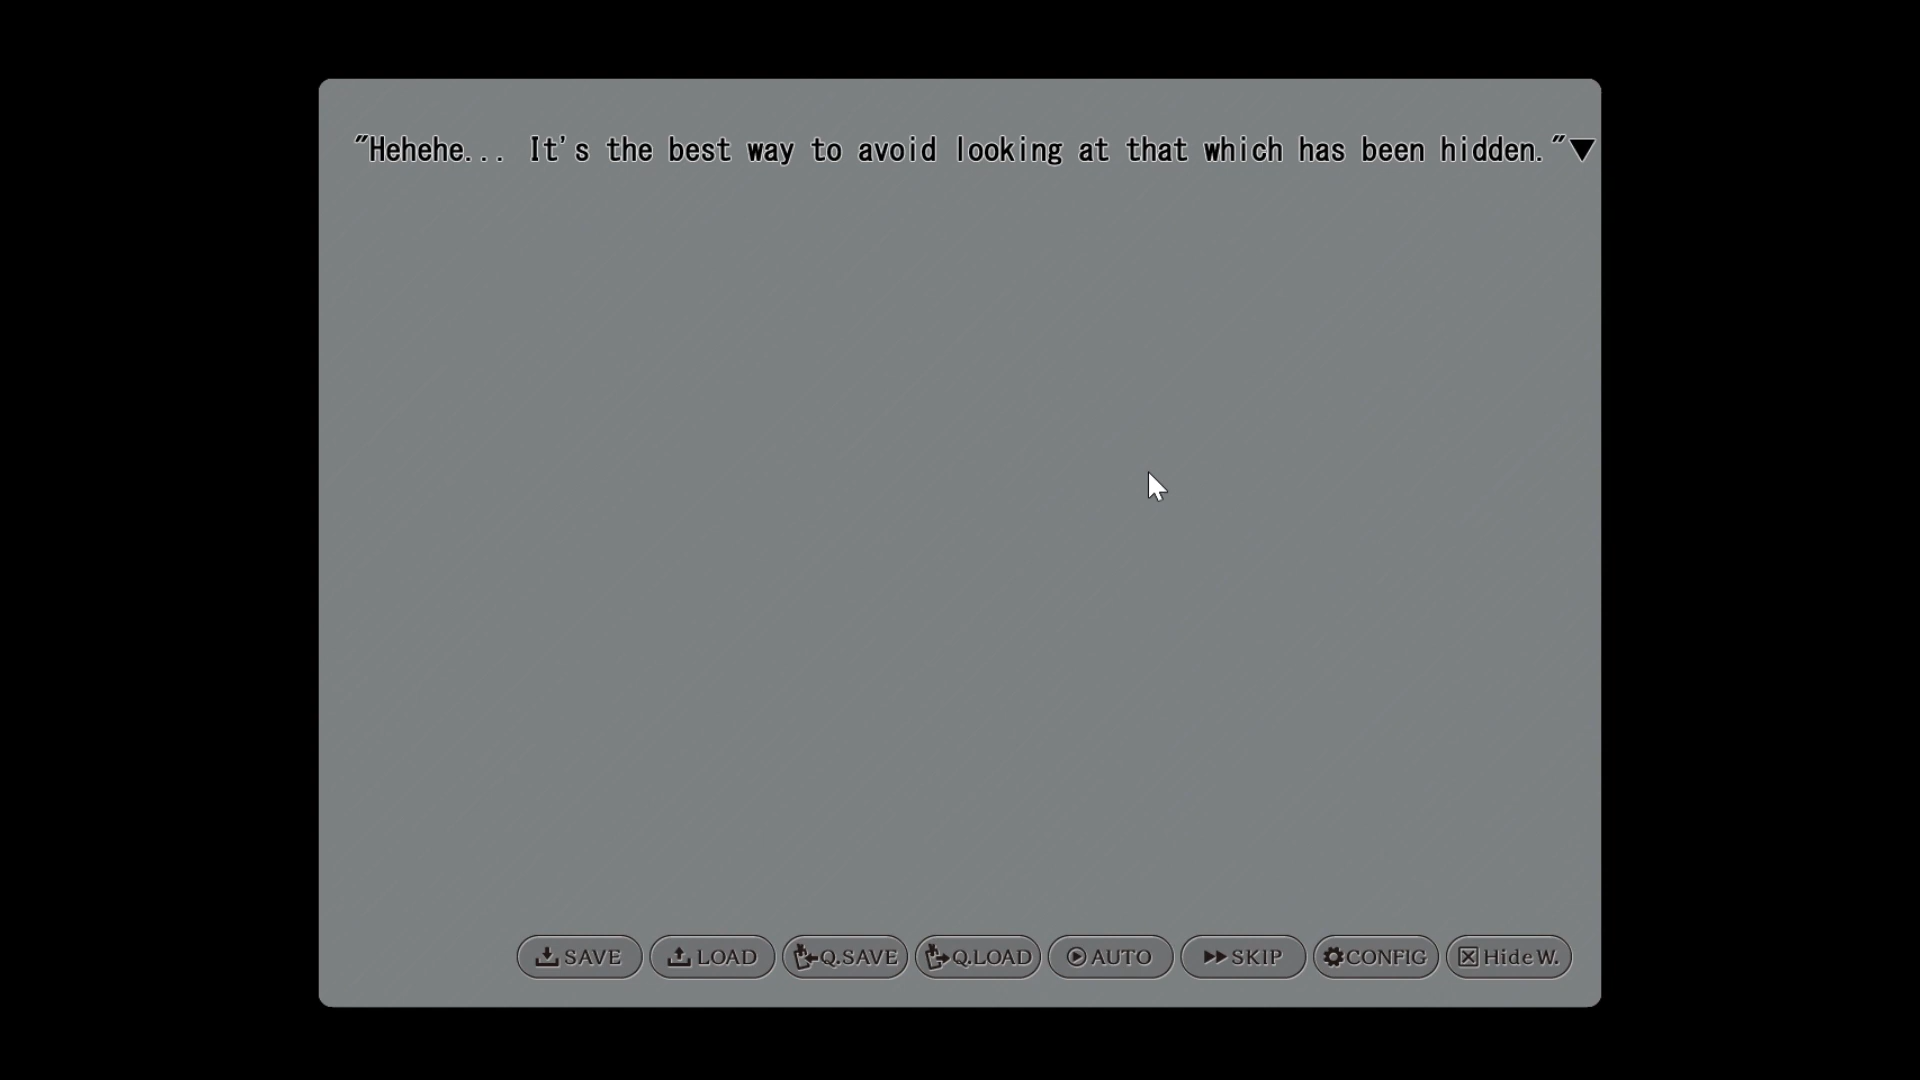 "Hehehe... It's the best way to avoid looking at that which has been hidden."▼
SAVE LOAD Q.SAVE Q.LOAD AUTO SKIP CONFIG Hide W.